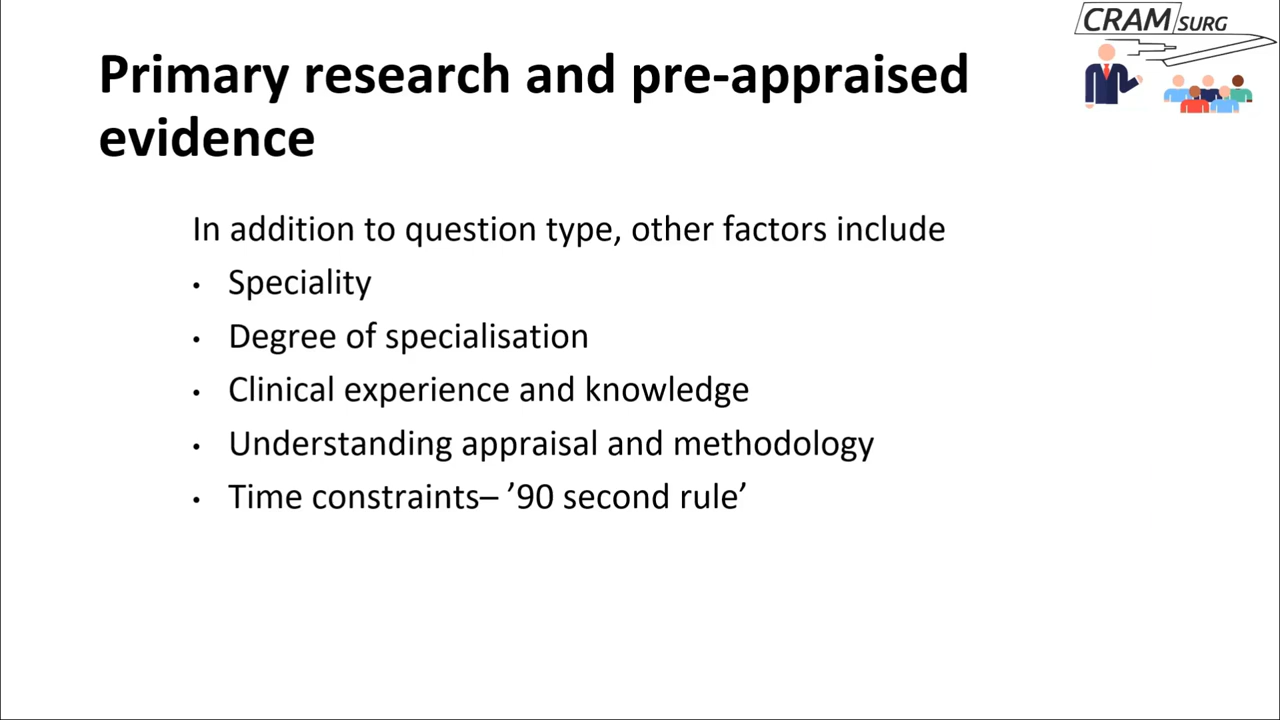 CRAM SURG
Primary research and pre-appraised
evidence
In addition to question type, other factors include
• Speciality
• Degree of specialisation
• Clinical experience and knowledge
• Understanding appraisal and methodology
• Time constraints– ’90 second rule’